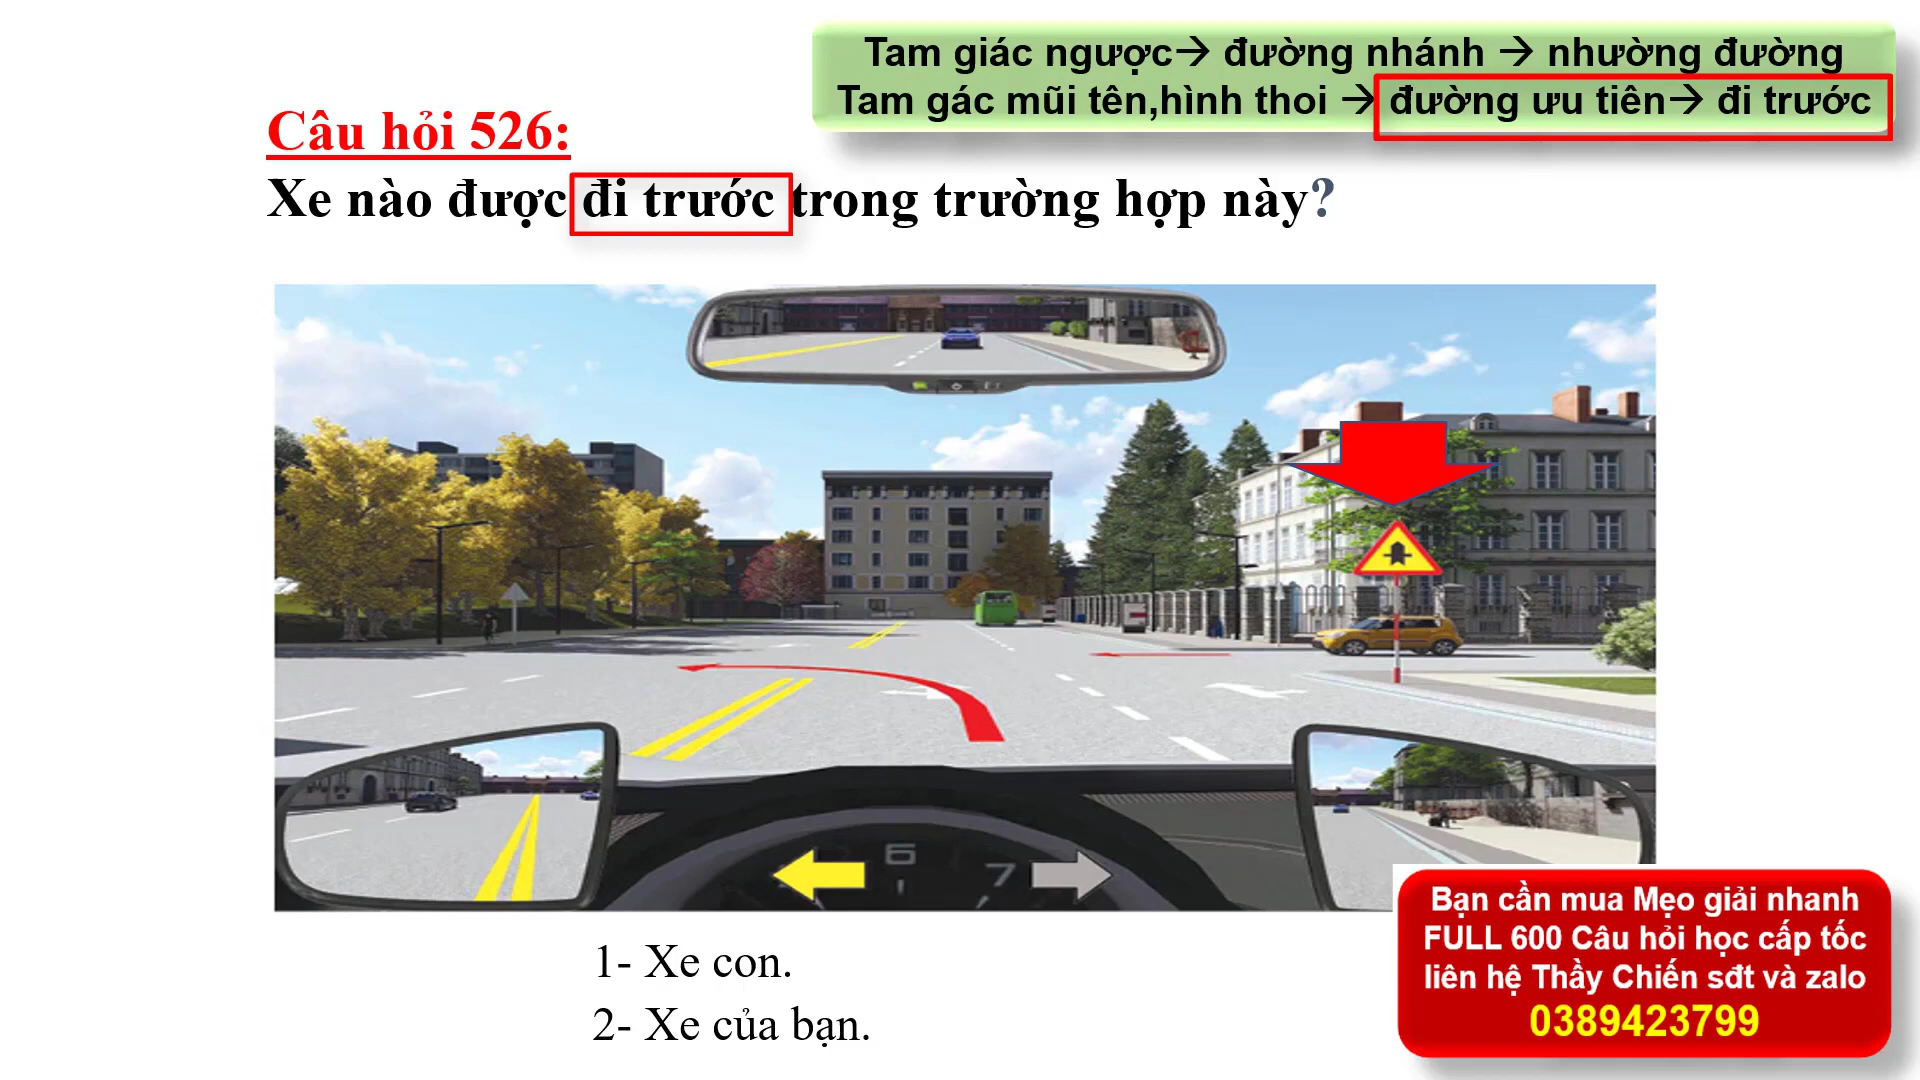 Tam giác ngược→ đường nhánh → nhường đường
Tam gác mũi tên,hình thoi → đường ưu tiên→ đi trước
Câu hỏi 526:
Xe nào được đi trước trong trường hợp này?
6
7
1- Xe con.
2- Xe của bạn.
Bạn cần mua Mẹo giải nhanh
FULL 600 Câu hỏi học cấp tốc
liên hệ Thầy Chiến sđt và zalo
0389423799